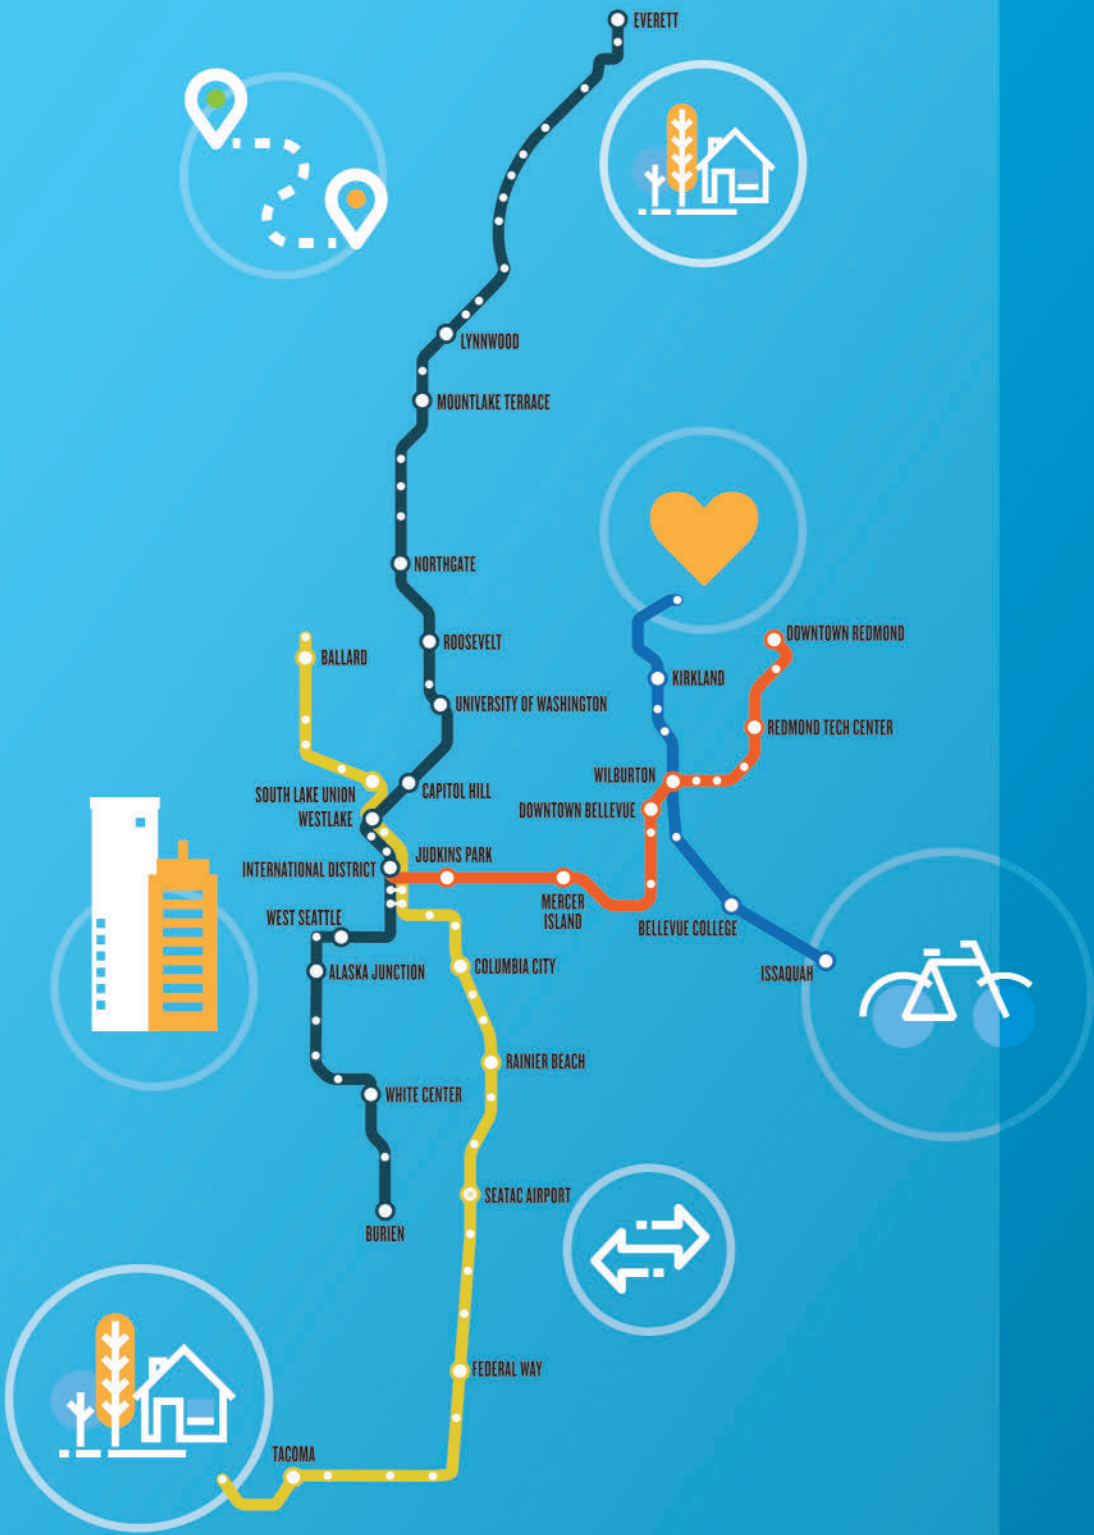 EVERETT
LYNNWOOD
MOUNTLAKE TERRACE
NORTHGATE
DOWNTOWN REDMOND
ROOSEVELT
BALLARD
KIRKLAND
UNIVERSITY OF WASHINGTON
REDMOND TECH CENTER
WILBURTON
CAPITOL HILL
SOUTH LAKE UNION
DOWNTOWN BELLEVUE
WESTLAKE
JUDKINS PARK
INTERNATIONAL DISTRICT
MERCER
ISLAND
WEST SEATTLE
BELLEVUE COLLEGE
COLUMBIA CITY
ALASKA JUNCTION
ISSAQUAH
RAINIER BEACH
WHITE CENTER
SEATAC AIRPORT
BURIEN
FEDERAL WAY
TACOMA